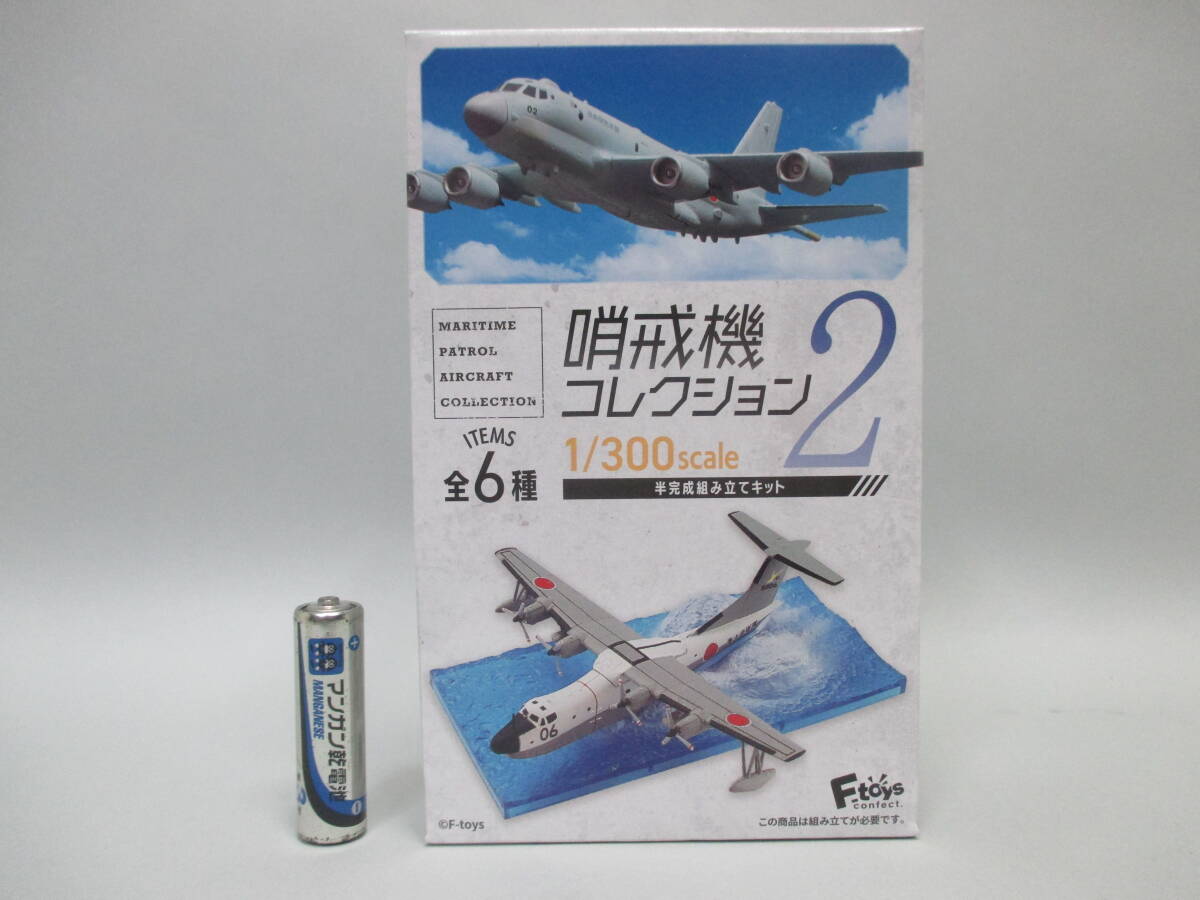 02
MARITIME
PATROL
AIRCRAFT
COLLECTION
哨戒機
コレクション
2
ITEMS
全6種
1/300scale
半完成組み立てキット
06
F-toys
confect.
©F-toys
この商品は組み立てが必要です。
マンガン乾電池
MANGANESE